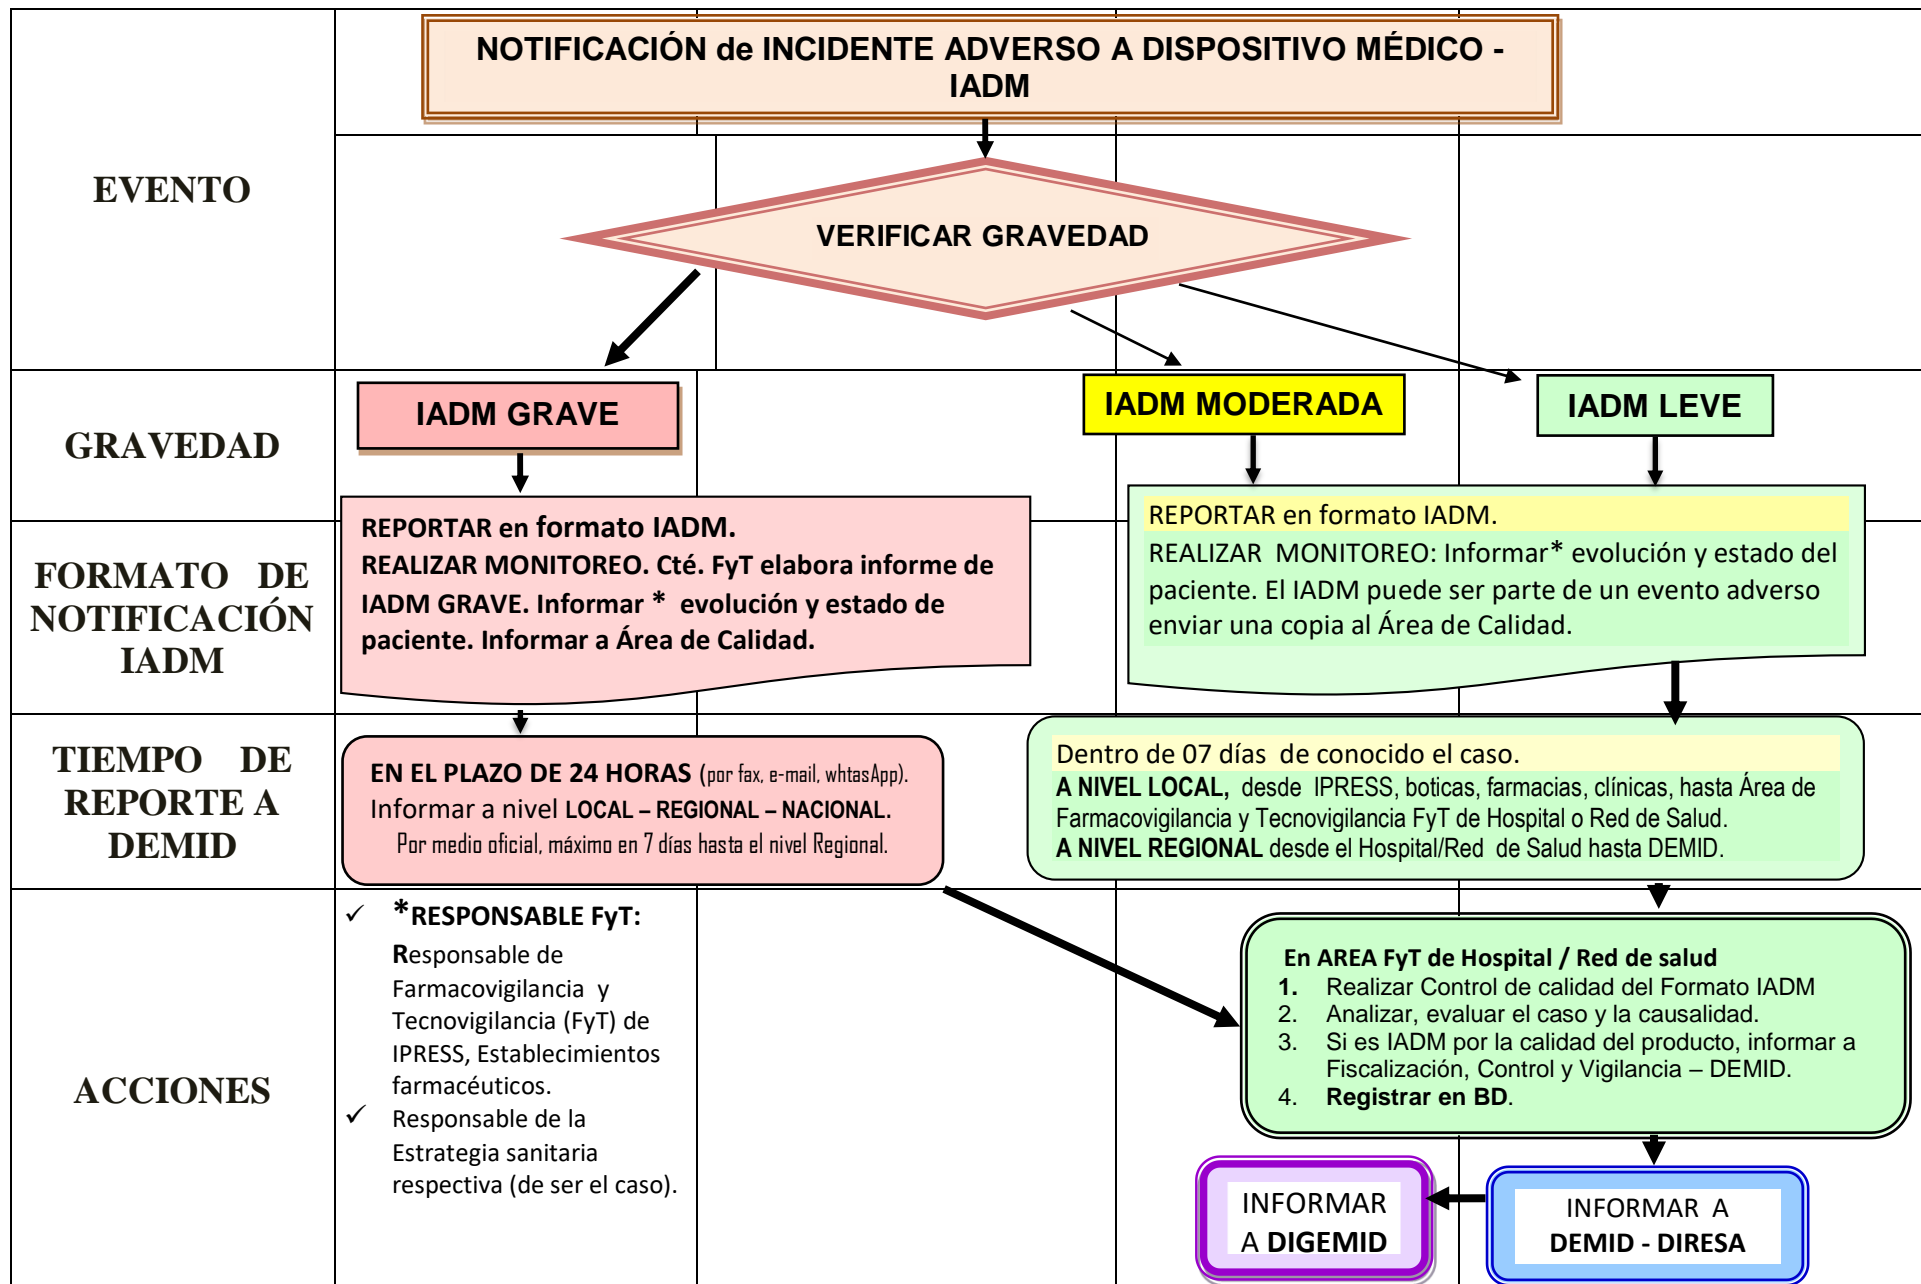 NOTIFICACIÓN de INCIDENTE ADVERSO A DISPOSITIVO MÉDICO -
IADM
EVENTO
VERIFICAR GRAVEDAD
GRAVEDAD
IADM GRAVE
IADM MODERADA
IADM LEVE
FORMATO DE
NOTIFICACIÓN
IADM
REPORTAR en formato IADM.
REALIZAR MONITOREO. Cté. FyT elabora informe de
IADM GRAVE. Informar * evolución y estado de
paciente. Informar a Área de Calidad.
REPORTAR en formato IADM.
REALIZAR MONITOREO: Informar* evolución y estado del
paciente. El IADM puede ser parte de un evento adverso
enviar una copia al Área de Calidad.
TIEMPO DE
REPORTE A
DEMID
EN EL PLAZO DE 24 HORAS (por fax, e-mail, whtasApp).
Informar a nivel LOCAL – REGIONAL – NACIONAL.
Por medio oficial, máximo en 7 días hasta el nivel Regional.
Dentro de 07 días de conocido el caso.
A NIVEL LOCAL, desde IPRESS, boticas, farmacias, clínicas, hasta Área de
Farmacovigilancia y Tecnovigilancia FyT de Hospital o Red de Salud.
A NIVEL REGIONAL desde el Hospital/Red de Salud hasta DEMID.
ACCIONES
✓ *RESPONSABLE FyT:
Responsable de
Farmacovigilancia y
Tecnovigilancia (FyT) de
IPRESS, Establecimientos
farmacéuticos.
✓ Responsable de la
Estrategia sanitaria
respectiva (de ser el caso).
En AREA FyT de Hospital / Red de salud
1. Realizar Control de calidad del Formato IADM
2. Analizar, evaluar el caso y la causalidad.
3. Si es IADM por la calidad del producto, informar a
Fiscalización, Control y Vigilancia – DEMID.
4. Registrar en BD.
INFORMAR
A DIGEMID
INFORMAR A
DEMID - DIRESA